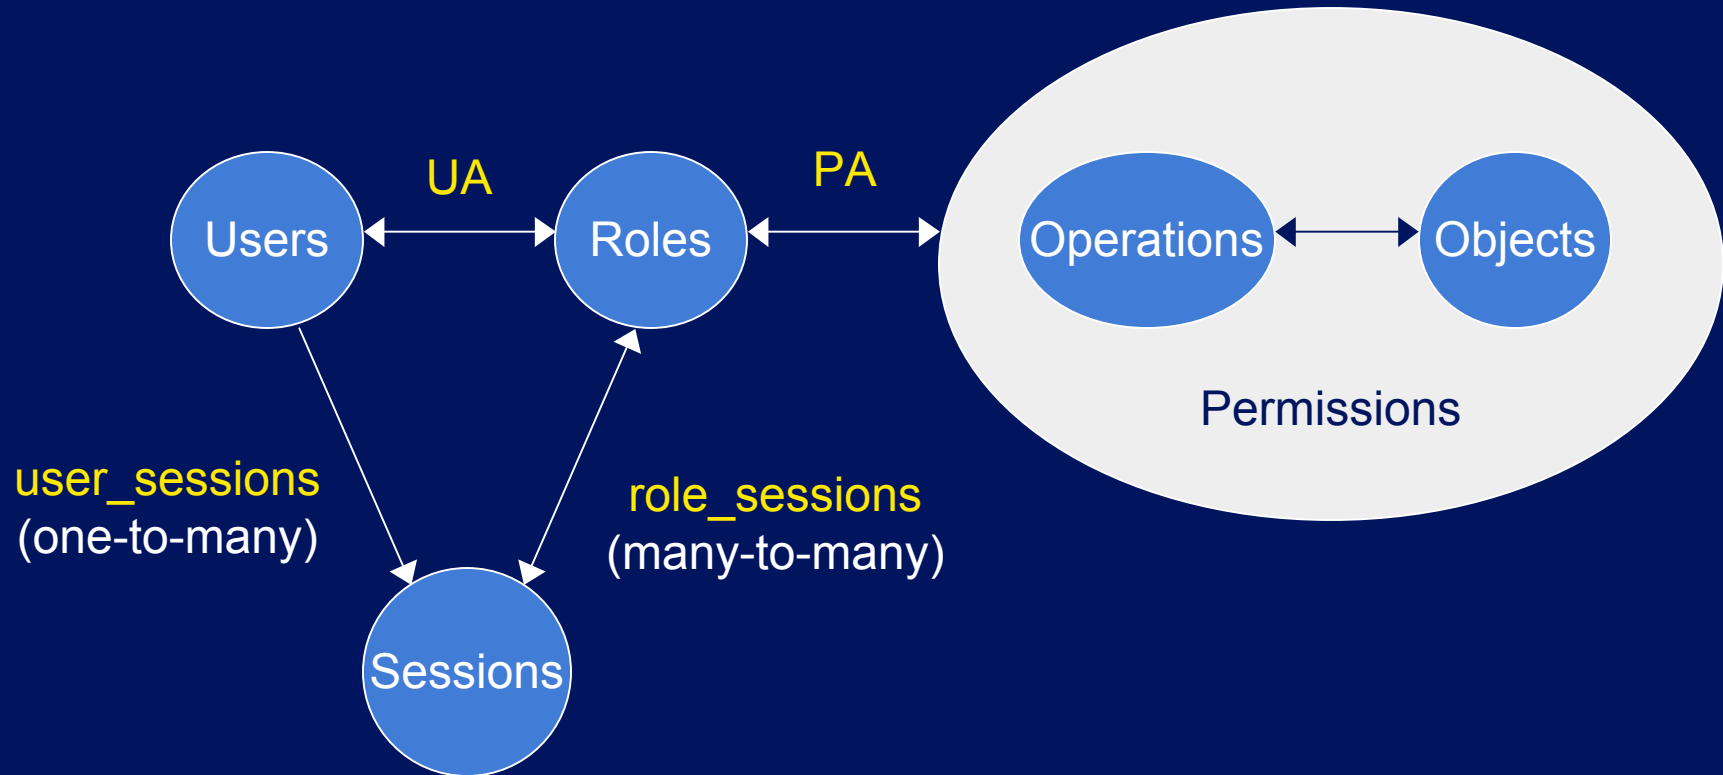 UA
PA
Users
Roles
Operations
Objects
Permissions
user_sessions
(one-to-many)
role_sessions
(many-to-many)
Sessions